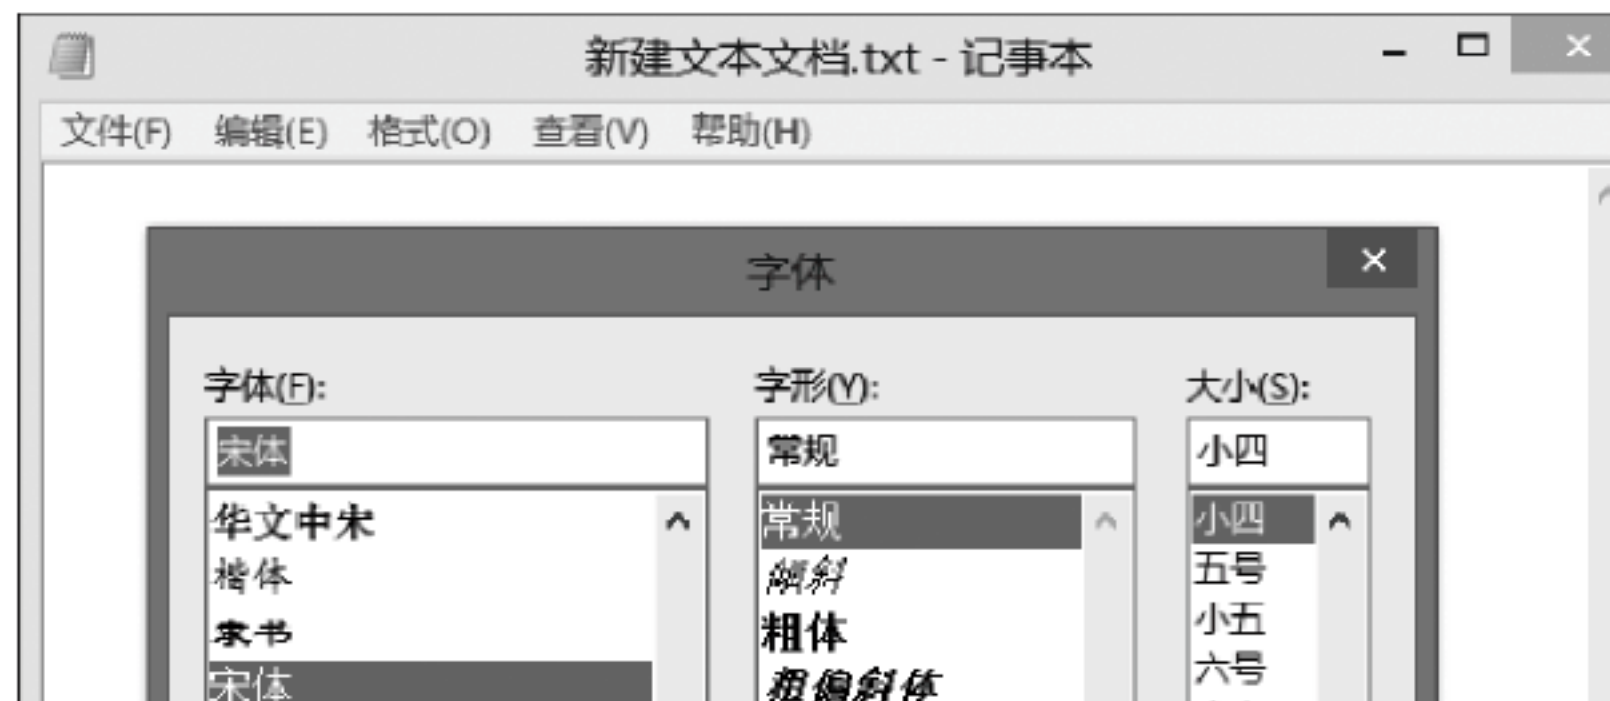 新建文本文档.txt - 记事本
文件(F) 编辑(E) 格式(O) 查看(V) 帮助(H)
字体
字体(F): 字形(Y): 大小(S):
宋体 常规 小四
华文中宋 常规 小四
楷体 倾斜 五号
隶书 粗体 小五
宋体 粗偏斜体 六号